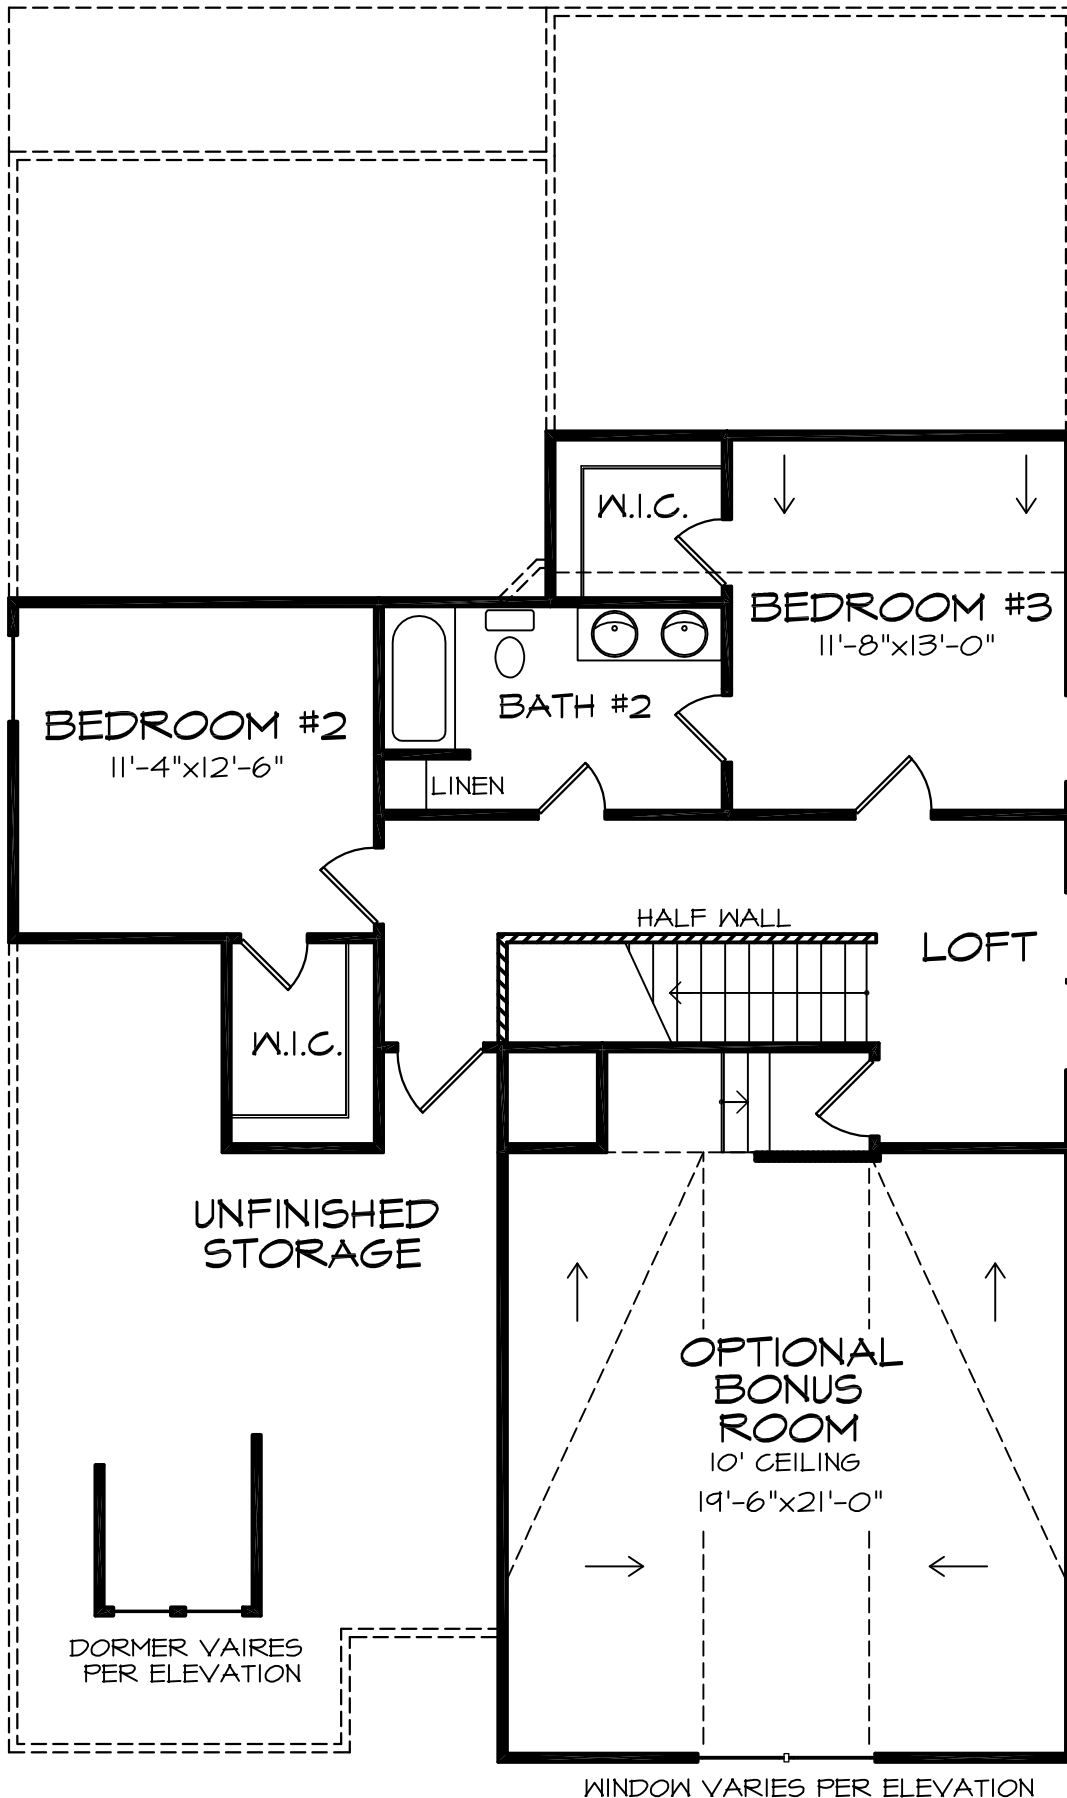 W.I.C.
BEDROOM #3
11'-8"x13'-0"
BATH #2
BEDROOM #2
11'-4"x12'-6"
LINEN
HALF WALL
LOFT
W.I.C.
UNFINISHED
STORAGE
OPTIONAL
BONUS
ROOM
10' CEILING
19'-6"x21'-0"
DORMER VAIRES
PER ELEVATION
WINDOW VARIES PER ELEVATION